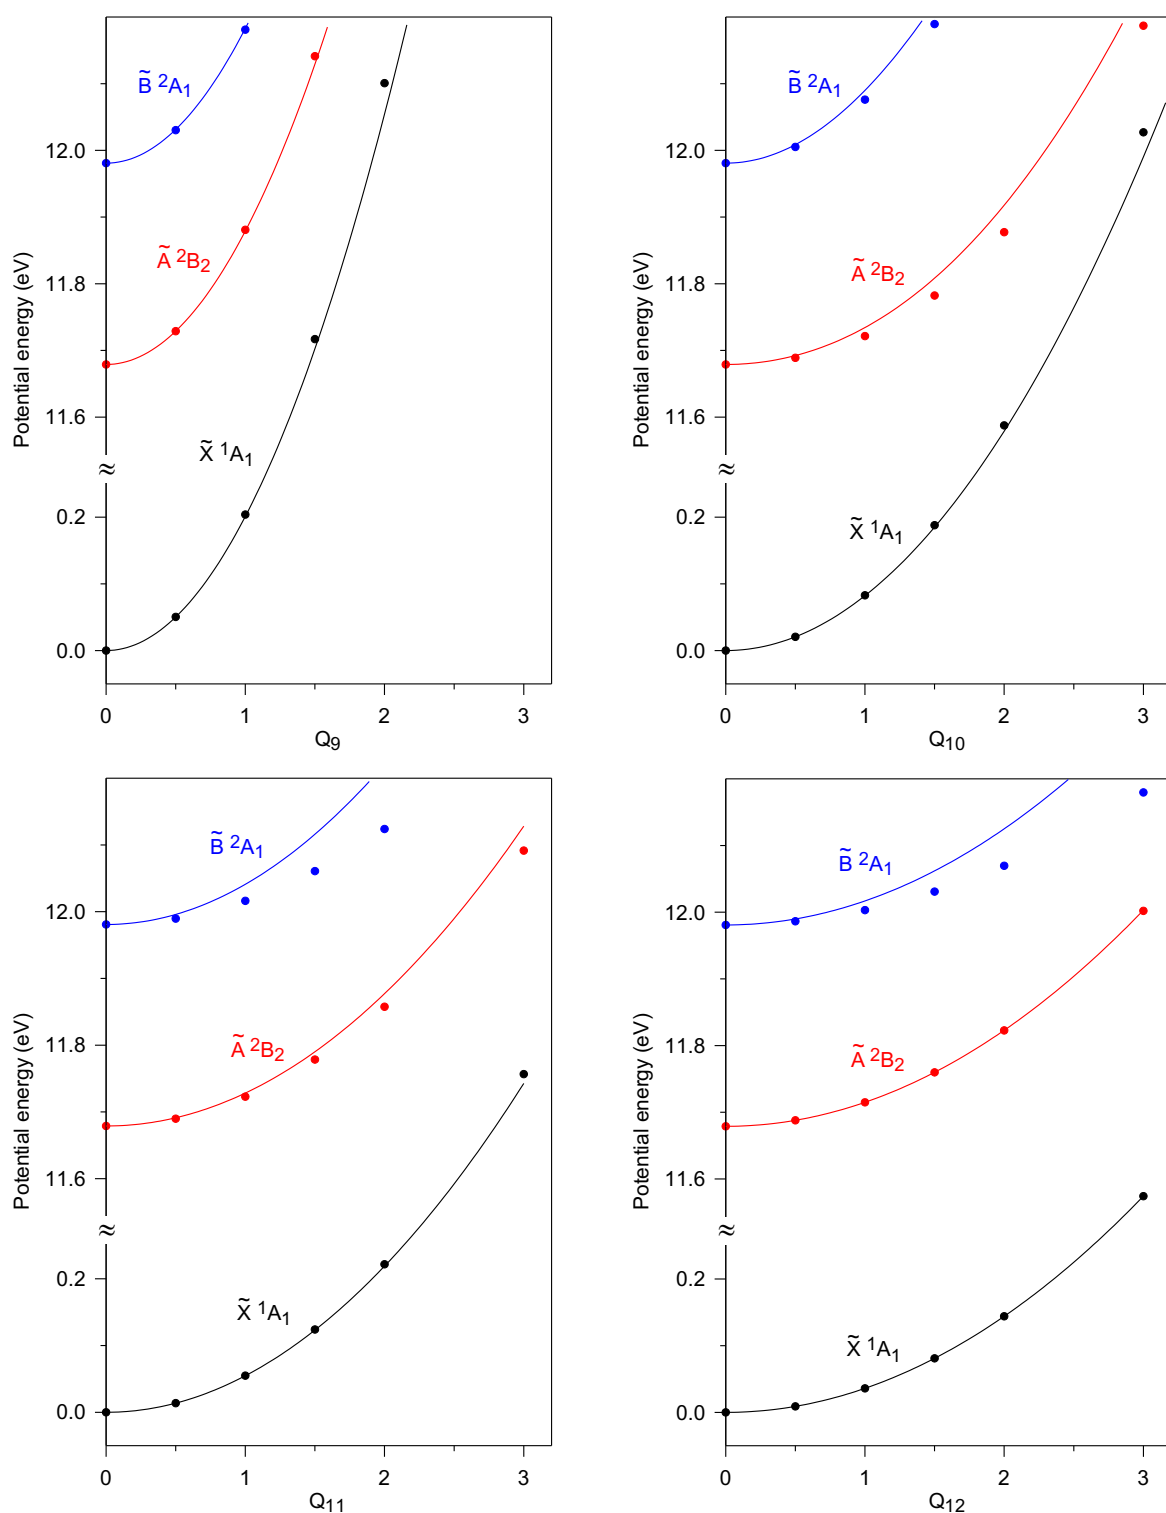 B̃ ²A₁
12.0
Ã ²B₂
11.8
Potential energy (eV)
11.6
X̃ ¹A₁
≈
0.2
0.0
0 1 2 3
Q₉
B̃ ²A₁
12.0
Ã ²B₂
11.8
Potential energy (eV)
11.6
≈
0.2
X̃ ¹A₁
0.0
0 1 2 3
Q₁₀
B̃ ²A₁
12.0
Ã ²B₂
11.8
Potential energy (eV)
11.6
≈
0.2
X̃ ¹A₁
0.0
0 1 2 3
Q₁₁
B̃ ²A₁
12.0
Ã ²B₂
11.8
Potential energy (eV)
11.6
≈
0.2
X̃ ¹A₁
0.0
0 1 2 3
Q₁₂